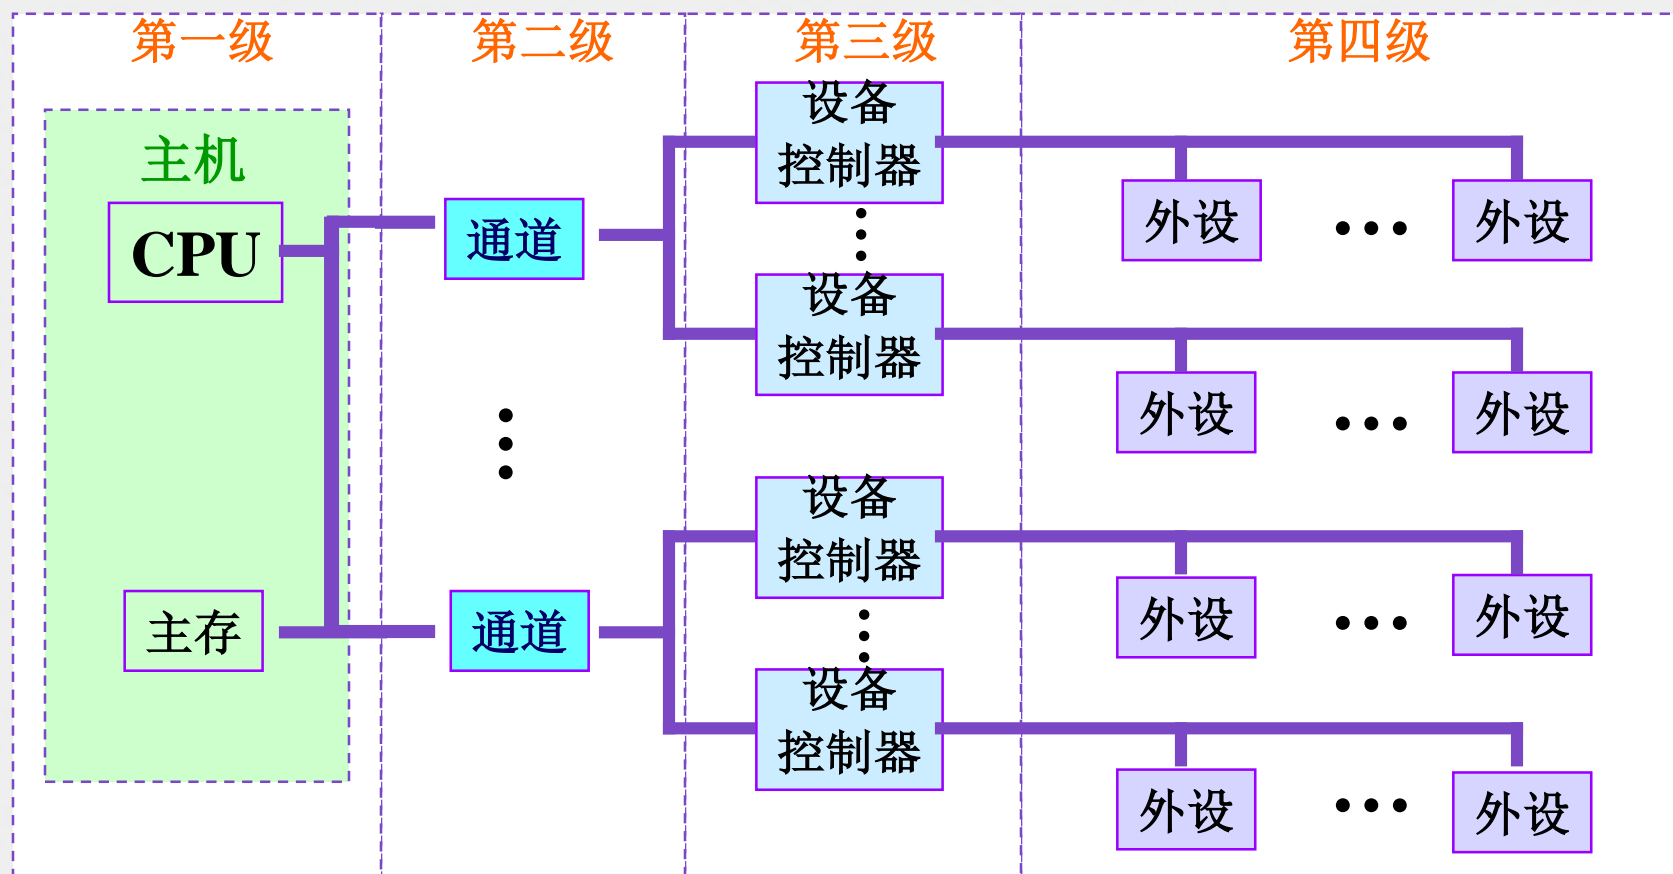 第一级
第二级
第三级
第四级
主机
CPU
主存
通道
通道
设备
控制器
设备
控制器
设备
控制器
设备
控制器
外设
外设
外设
外设
外设
外设
外设
外设